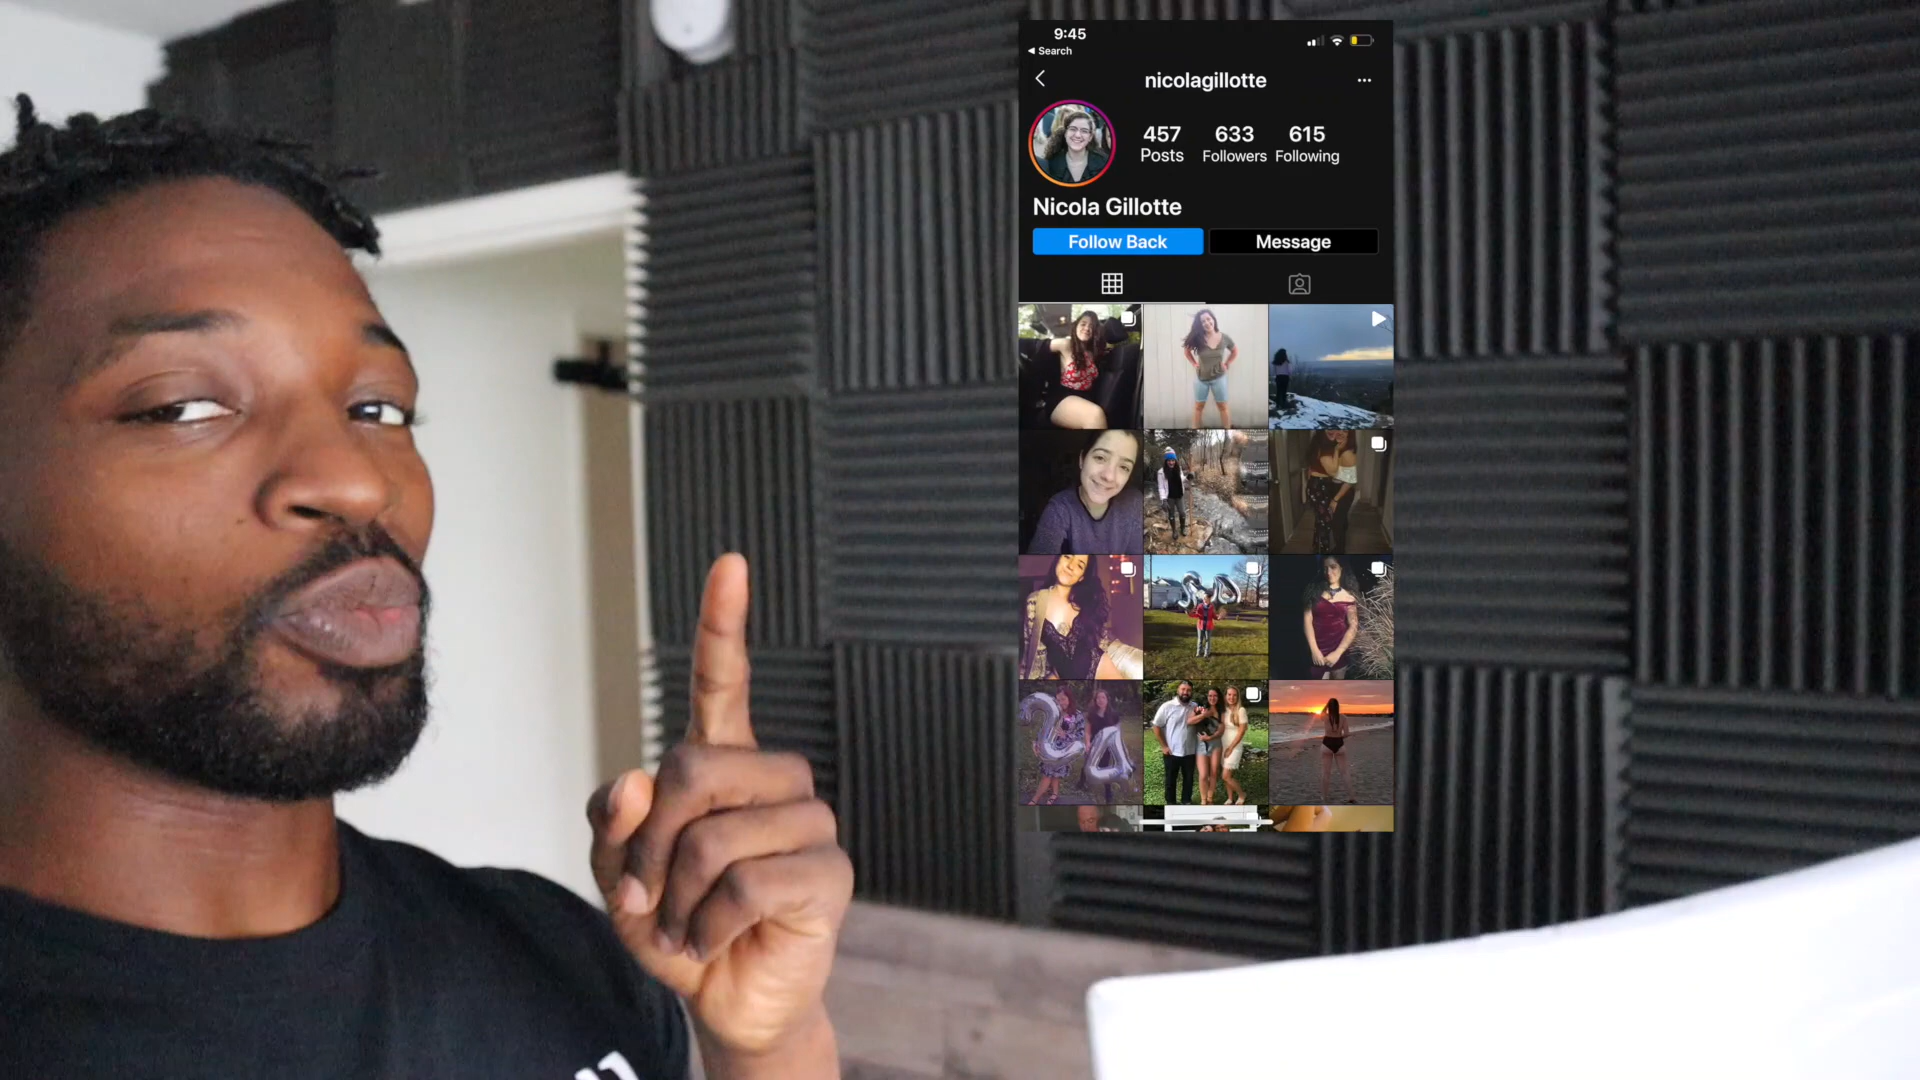 9:45
◀ Search
nicolagillotte
457 633 615
Posts Followers Following
Nicola Gillotte
Follow Back Message